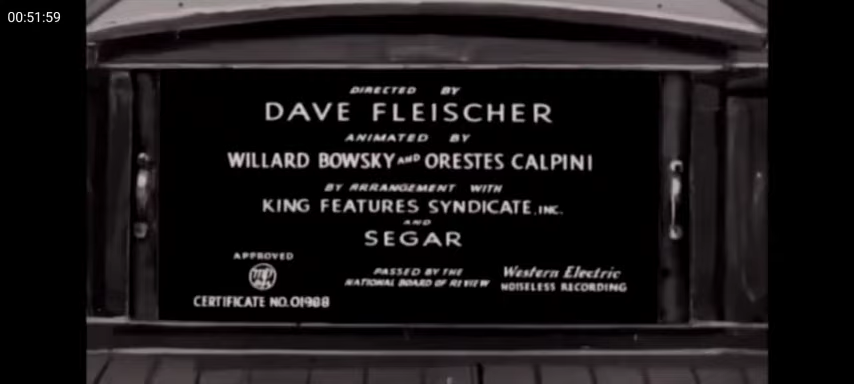 00:51:59
DIRECTED BY
DAVE FLEISCHER
ANIMATED BY
WILLARD BOWSKY AND ORESTES CALPINI
BY ARRANGEMENT WITH
KING FEATURES SYNDICATE, INC.
AND
SEGAR
APPROVED
PASSED BY THE
NATIONAL BOARD OF REVIEW
Western Electric
NOISELESS RECORDING
CERTIFICATE NO. 01988